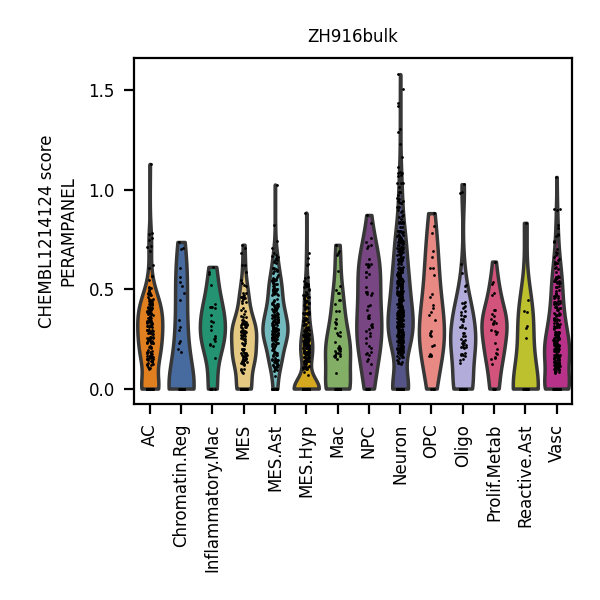 ZH916bulk
CHEMBL1214124 score
PERAMPANEL
1.5
1.0
0.5
0.0
AC
Chromatin.Reg
Inflammatory.Mac
MES
MES.Ast
MES.Hyp
Mac
NPC
Neuron
OPC
Oligo
Prolif.Metab
Reactive.Ast
Vasc